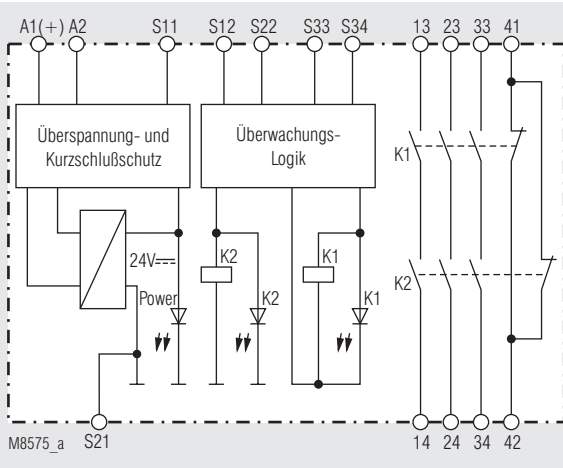 A1(+) A2 S11 S12 S22 S33 S34 13 23 33 41
Überspannung- und
Kurzschlußschutz
Überwachungs-
Logik
K1
24V
K2
K1
K2
Power
K2
K1
M8575_a
S21
14 24 34 42